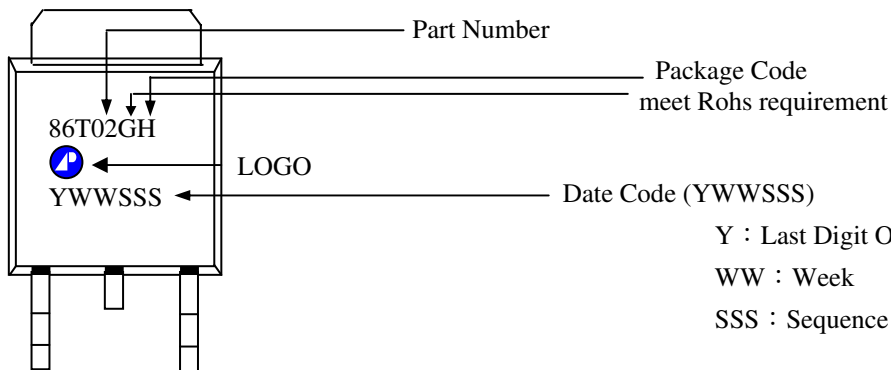 Part Number
Package Code
meet Rohs requirement
86T02GH
LOGO
YWWSSS
Date Code (YWWSSS)
Y：Last Digit O
WW：Week
SSS：Sequence